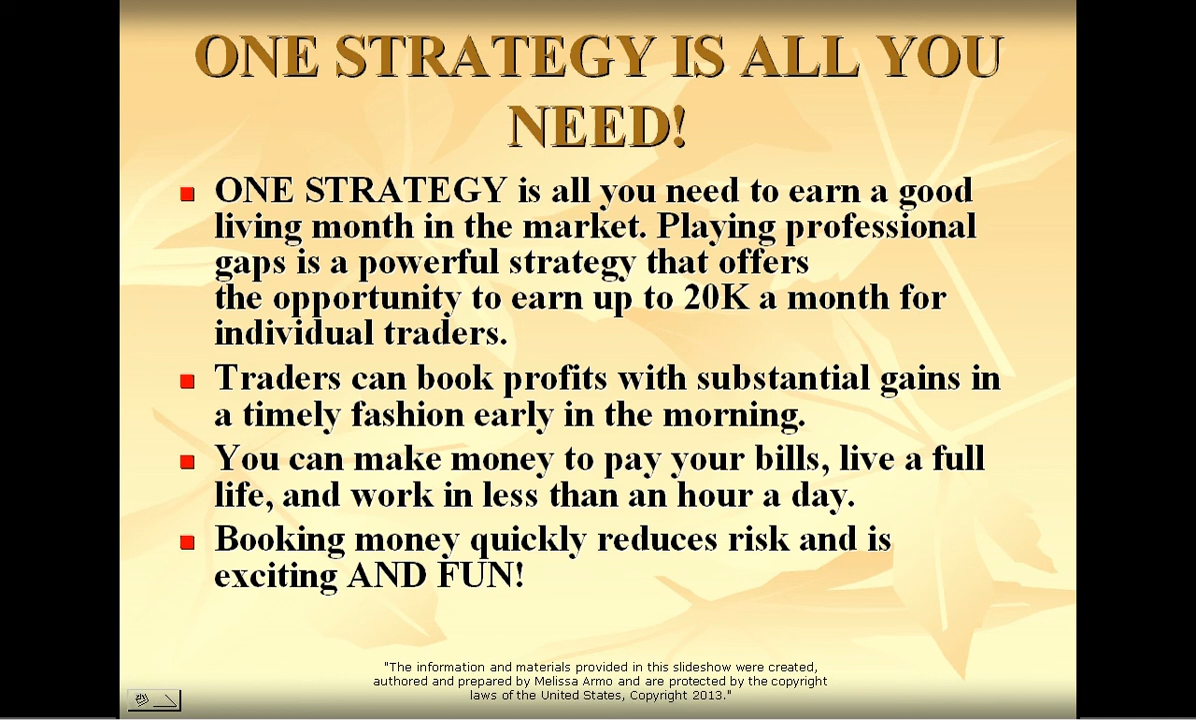 ONE STRATEGY IS ALL YOU
NEED!
ONE STRATEGY is all you need to earn a good
living month in the market. Playing professional
gaps is a powerful strategy that offers
the opportunity to earn up to 20K a month for
individual traders.
Traders can book profits with substantial gains in
a timely fashion early in the morning.
You can make money to pay your bills, live a full
life, and work in less than an hour a day.
Booking money quickly reduces risk and is
exciting AND FUN!
"The information and materials provided in this slideshow were created,
authored and prepared by Melissa Armo and are protected by the copyright
laws of the United States, Copyright 2013."